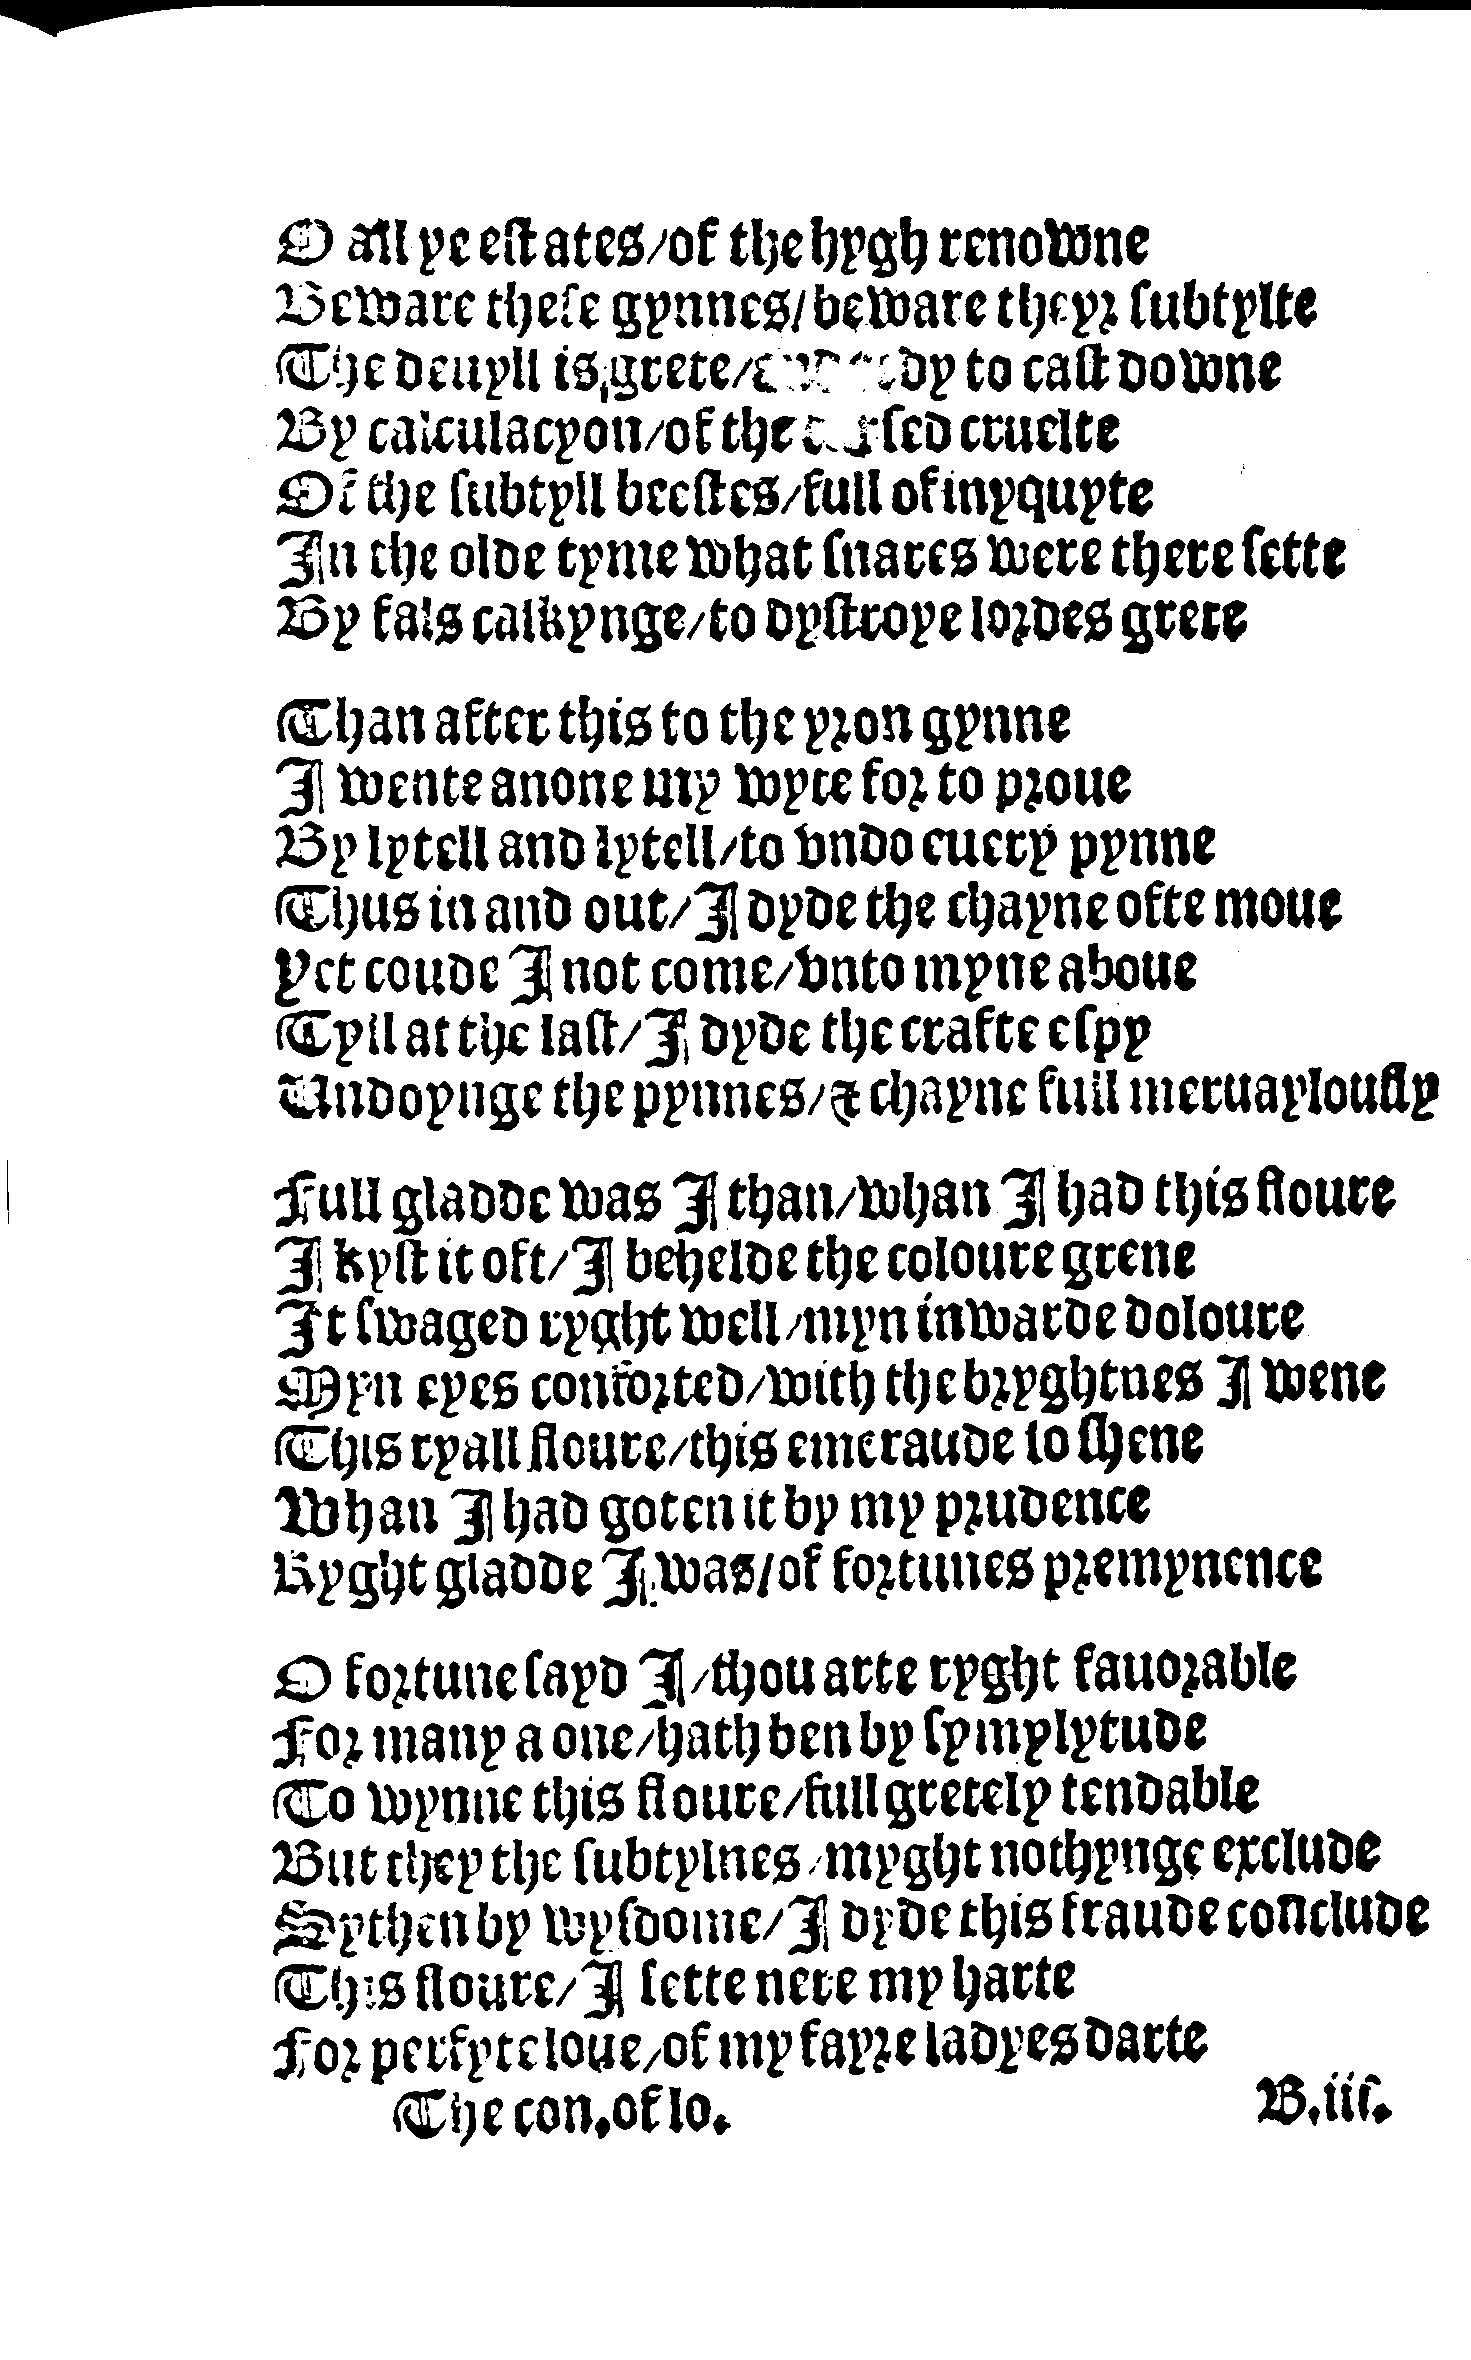 O all ye estates/of the hygh renowne
Beware these gynnes/beware theyr subtylte
The deuyll is grete/ to cast downe
By calculacyon/of the cruelte
Of the subtyll beestes/full of inyquyte
In the olde tyme what snares were there sette
By fals calkynge/to dystroye lordes grete

Than after this to the yron gynne
I wente anone my wyte for to proue
By lytell and lytell/to vndo euery pynne
Thus in and out/I dyde the chayne ofte moue
Yet coude I not come/vnto myne aboue
Tyll at the last/I dyde the crafte espy
Undoynge the pynnes/& chayne full meruaylously

Full gladde was I than/whan I had this floure
I kyst it oft/I behelde the coloure grene
It swaged ryght well/myn inwarde doloure
Myn eyes conforted/with the bryghtnes I wene
This ryall floure/this emeraude so shene
Whan I had goten it by my prudence
Ryght gladde I was/of fortunes premynence

O fortune sayd I/thou arte ryght fauorable
For many a one/hath ben by symplytude
To wynne this floure/full gretely tendable
But they the subtylnes/myght nothynge exclude
Sythen by wysdome/I dyde this fraude conclude
This floure/I sette nere my harte
For perfyte loue/of my fayre ladyes darte
The con.of lo. B.iii.